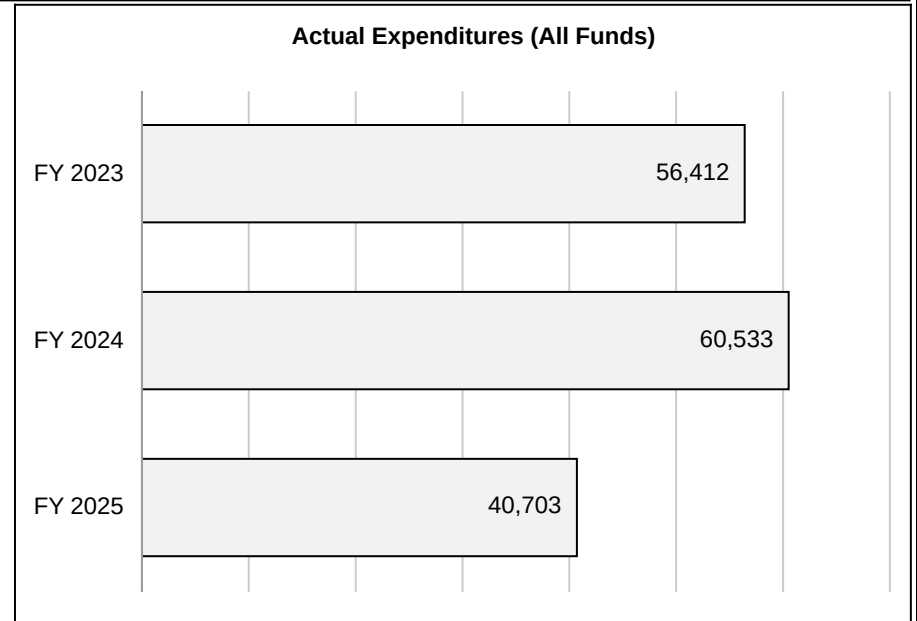 Actual Expenditures (All Funds)
FY 2023
56,412
FY 2024
60,533
FY 2025
40,703